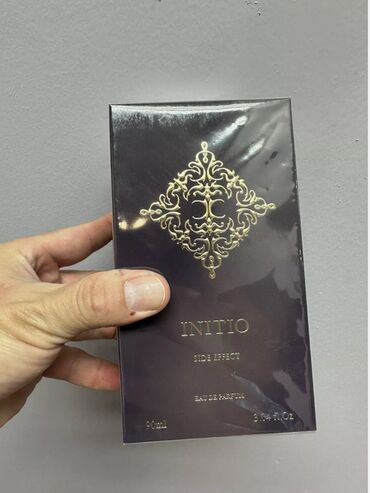 INITIO
SIDE EFFECT
EAU DE PARFUM
90ml 3.04 fl.Oz